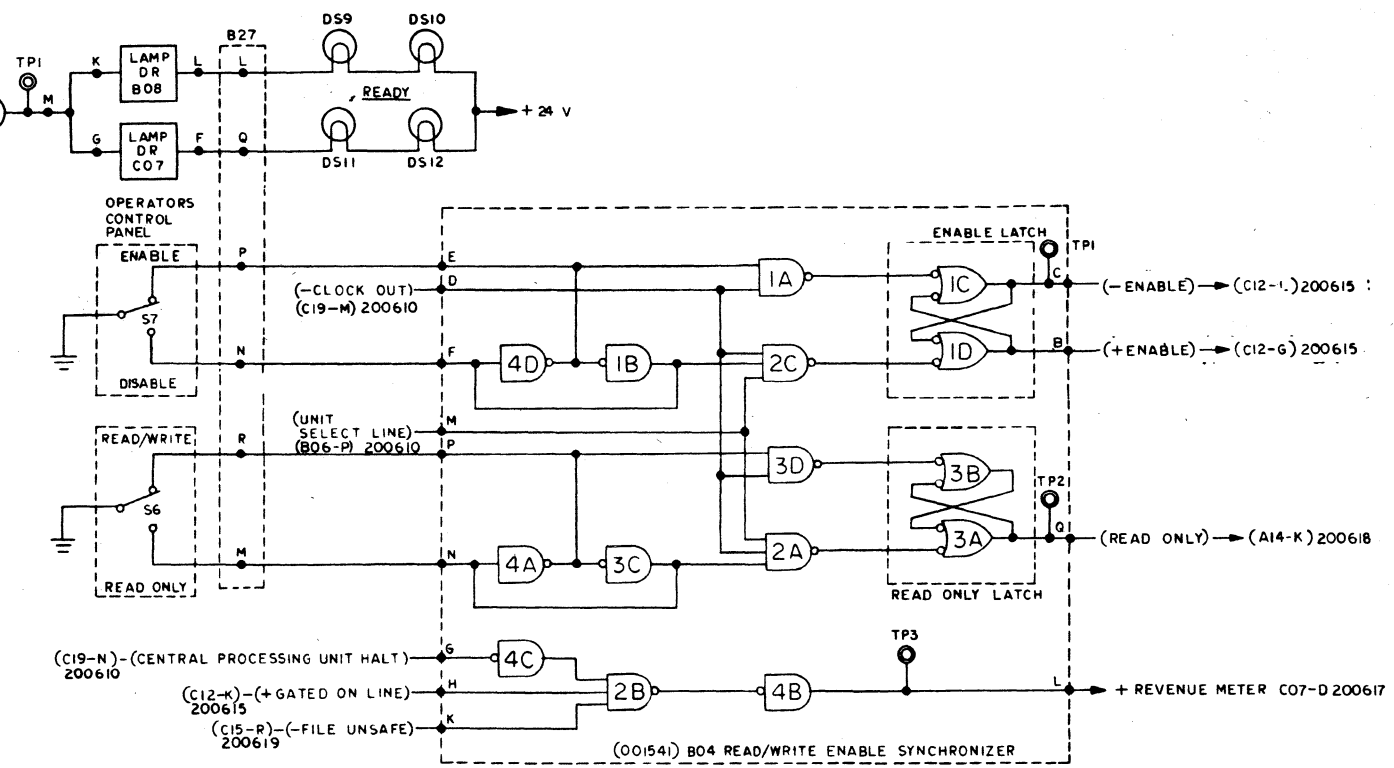 DS9 DS10
B27
TP1 K LAMP DR B08 L L
M
READY
+ 24 V
G LAMP DR C07 F Q
DS11 DS12
OPERATORS
CONTROL
PANEL
ENABLE P E
S7
DISABLE N F
(-CLOCK OUT) D
(C19-M) 200610
1A
ENABLE LATCH
1C TP1 C
(-ENABLE) (C12-L) 200615
4D 1B 2C 1D B
(+ENABLE) (C12-G) 200615
(UNIT
SELECT LINE) M
(B06-P) 200610 P
READ/WRITE R
S6
READ ONLY M N
3D 3B TP2
4A 3C 2A 3A Q
(READ ONLY) (A14-K) 200618
READ ONLY LATCH
(C19-N)-(CENTRAL PROCESSING UNIT HALT) G 4C
200610
TP3
(C12-K)-(+GATED ON LINE) H 2B 4B L
200615
+ REVENUE METER C07-D 200617
(C15-R)-(-FILE UNSAFE) K
200619
(001541) B04 READ/WRITE ENABLE SYNCHRONIZER